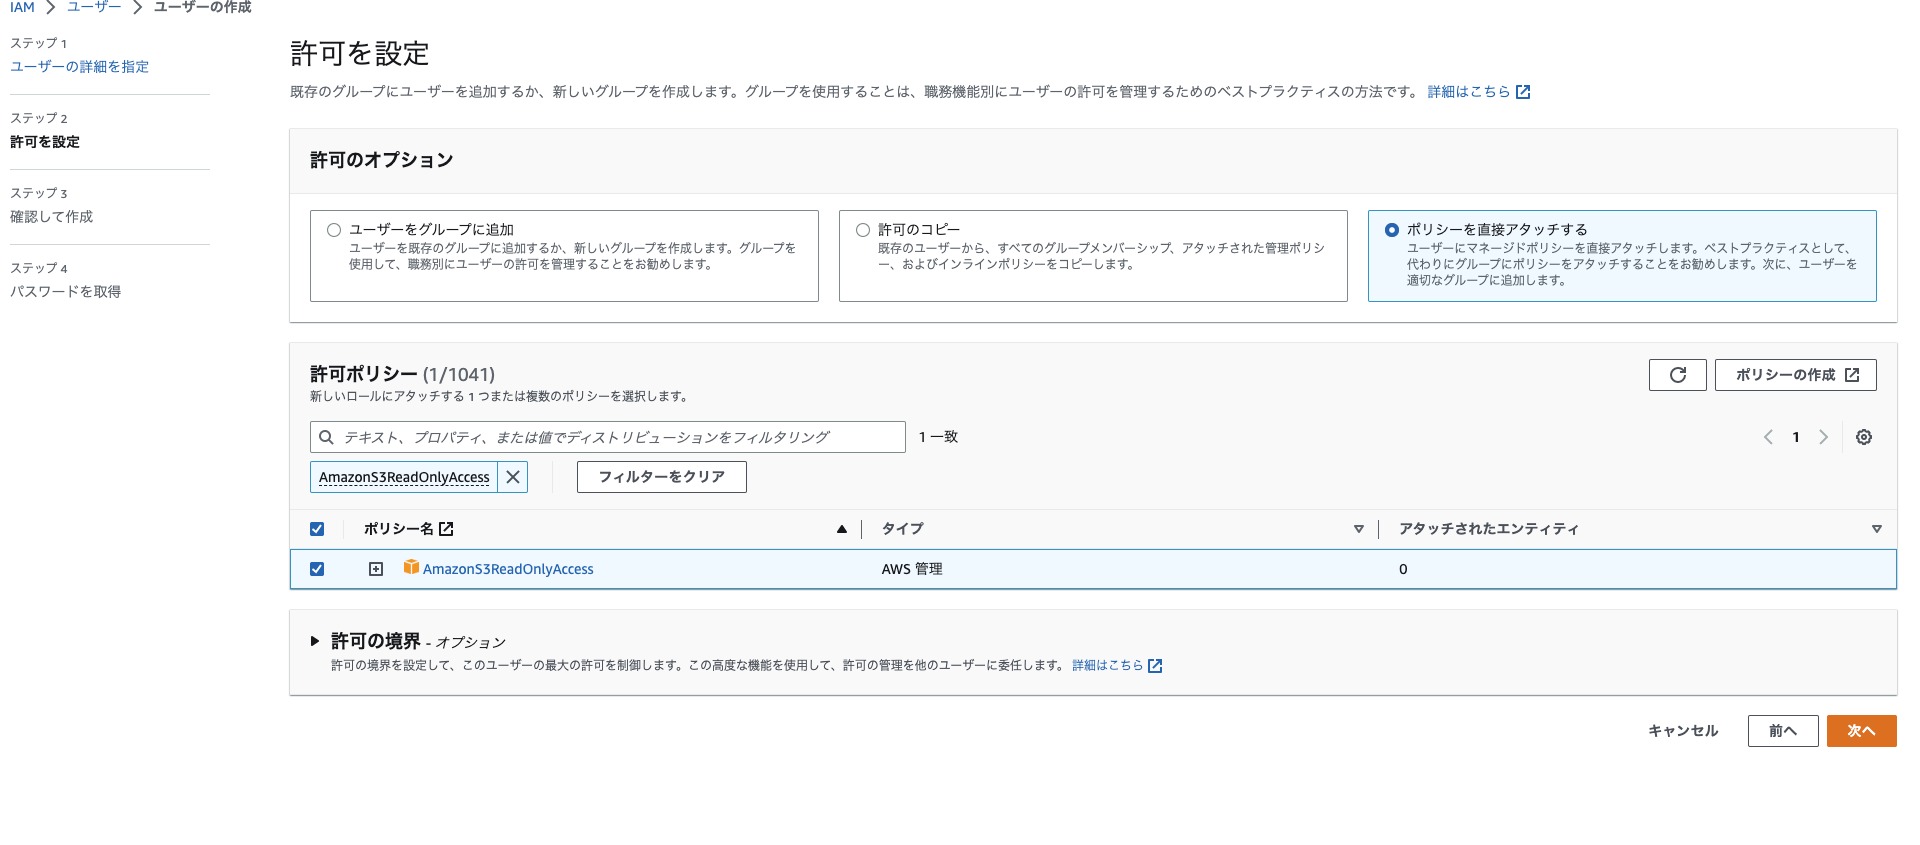 IAM > ユーザー > ユーザーの作成
ステップ 1
ユーザーの詳細を指定
ステップ 2
許可を設定
ステップ 3
確認して作成
ステップ 4
パスワードを取得
許可を設定
既存のグループにユーザーを追加するか、新しいグループを作成します。グループを使用することは、職務機能別にユーザーの許可を管理するためのベストプラクティスの方法です。 詳細はこちら
許可のオプション
ユーザーをグループに追加
ユーザーを既存のグループに追加するか、新しいグループを作成します。グループを
使用して、職務別にユーザーの許可を管理することをお勧めします。
許可のコピー
既存のユーザーから、すべてのグループメンバーシップ、アタッチされた管理ポリシ
ー、およびインラインポリシーをコピーします。
ポリシーを直接アタッチする
ユーザーにマネージドポリシーを直接アタッチします。ベストプラクティスとして、
代わりにグループにポリシーをアタッチすることをお勧めします。次に、ユーザーを
適切なグループに追加します。
許可ポリシー (1/1041)
新しいロールにアタッチする 1 つまたは複数のポリシーを選択します。
ポリシーの作成
テキスト、プロパティ、または値でディストリビューションをフィルタリング
1 一致
1
AmazonS3ReadOnlyAccess
フィルターをクリア
ポリシー名
タイプ
アタッチされたエンティティ
AmazonS3ReadOnlyAccess
AWS 管理
0
許可の境界 - オプション
許可の境界を設定して、このユーザーの最大の許可を制御します。この高度な機能を使用して、許可の管理を他のユーザーに委任します。 詳細はこちら
キャンセル
前へ
次へ